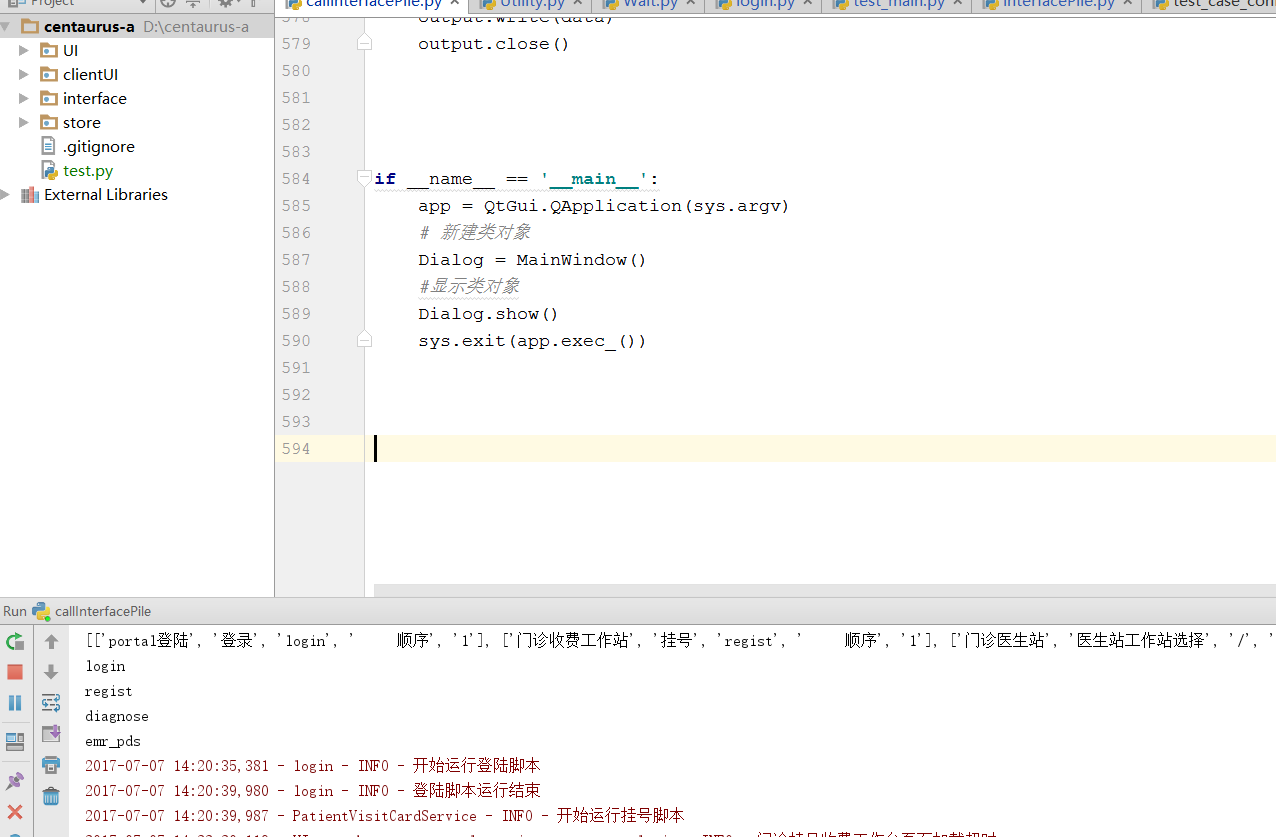 Project
callInterfacePile.py
Utility.py
Wait.py
login.py
test_main.py
interfacePile.py
centaurus-a D:\centaurus-a
UI
clientUI
interface
store
.gitignore
test.py
External Libraries
578 output.write(data)
579 output.close()
580
581
582
583
584 if __name__ == '__main__':
585 app = QtGui.QApplication(sys.argv)
586 # 新建类对象
587 Dialog = MainWindow()
588 #显示类对象
589 Dialog.show()
590 sys.exit(app.exec_())
591
592
593
594
Run callInterfacePile
[['portal登陆', '登录', 'login', ' 顺序', '1'], ['门诊收费工作站', '挂号', 'regist', ' 顺序', '1'], ['门诊医生站', '医生站工作站选择', '/', '
login
regist
diagnose
emr_pds
2017-07-07 14:20:35,381 - login - INFO - 开始运行登陆脚本
2017-07-07 14:20:39,980 - login - INFO - 登陆脚本运行结束
2017-07-07 14:20:39,987 - PatientVisitCardService - INFO - 开始运行挂号脚本